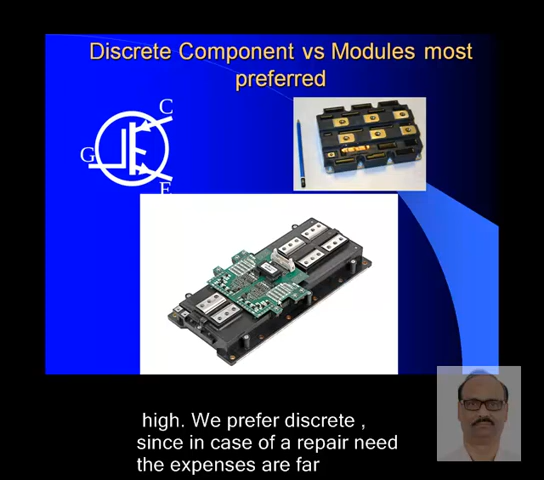 Discrete Component vs Modules most
preferred
C
G
E
high. We prefer discrete ,
since in case of a repair need
the expenses are far